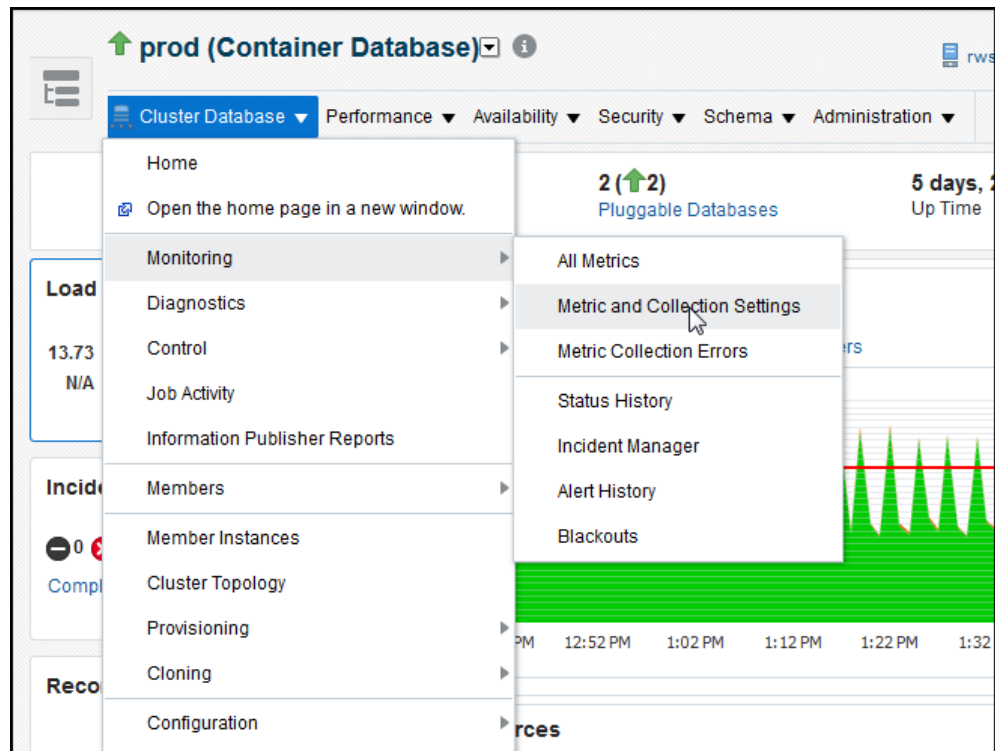 prod (Container Database)
rws
Cluster Database Performance Availability Security Schema Administration
Home
Open the home page in a new window.
Monitoring
Diagnostics
Control
Job Activity
Information Publisher Reports
Members
Member Instances
Cluster Topology
Provisioning
Cloning
Configuration
All Metrics
Metric and Collection Settings
Metric Collection Errors
Status History
Incident Manager
Alert History
Blackouts
2 (2)
Pluggable Databases
5 days, 2
Up Time
Load
13.73
N/A
Incide
0
Compl
Reco
ers
PM 12:52 PM 1:02 PM 1:12 PM 1:22 PM 1:32
rces